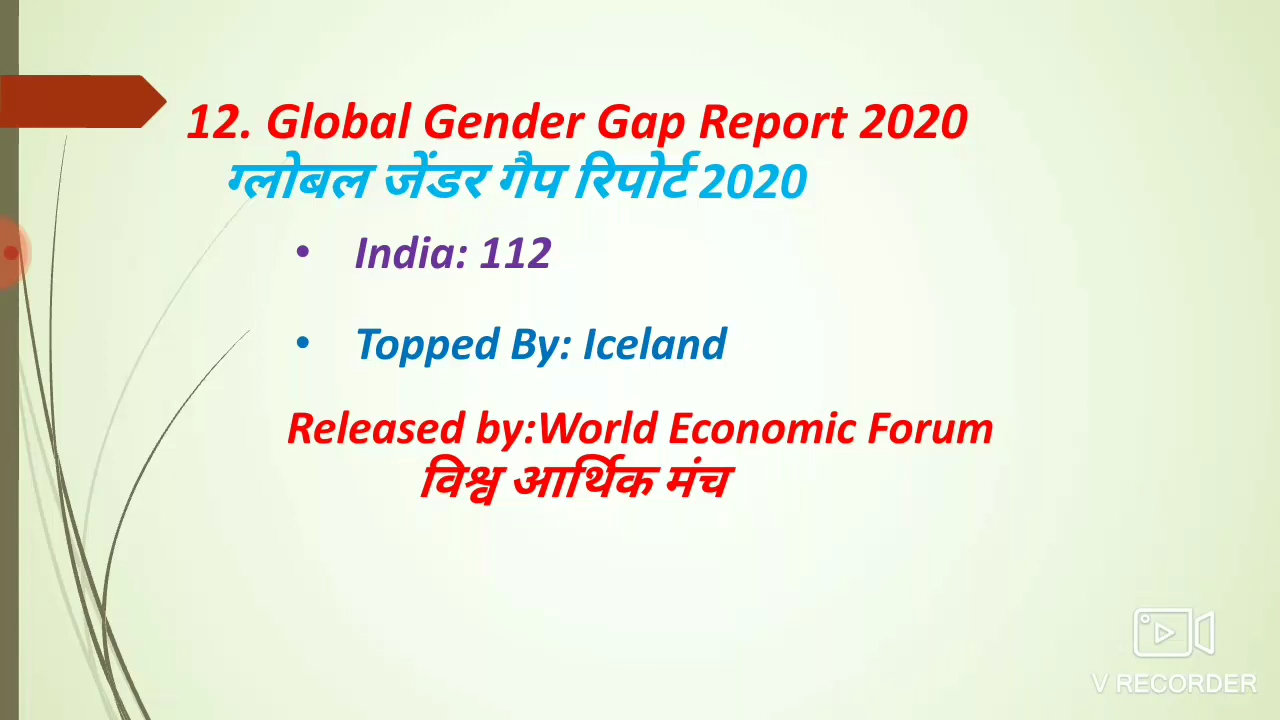 12. Global Gender Gap Report 2020
ग्लोबल जेंडर गैप रिपोर्ट 2020
• India: 112
• Topped By: Iceland
Released by:World Economic Forum
विश्व आर्थिक मंच
V RECORDER